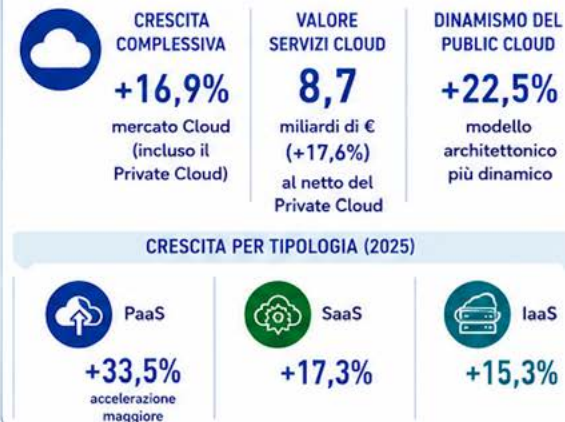 CRESCITA
COMPLESSIVA
+16,9%
mercato Cloud
(incluso il
Private Cloud)
VALORE
SERVIZI CLOUD
8,7
miliardi di €
(+17,6%)
al netto del
Private Cloud
DINAMISMO DEL
PUBLIC CLOUD
+22,5%
modello
architettonico
più dinamico
CRESCITA PER TIPOLOGIA (2025)
PaaS
+33,5%
accelerazione
maggiore
SaaS
+17,3%
IaaS
+15,3%